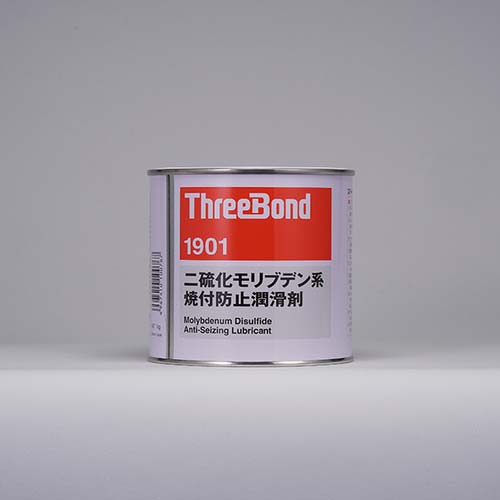 ThreeBond
1901
二硫化モリブデン系
焼付防止潤滑剤
Molybdenum Disulfide
Anti-Seizing Lubricant